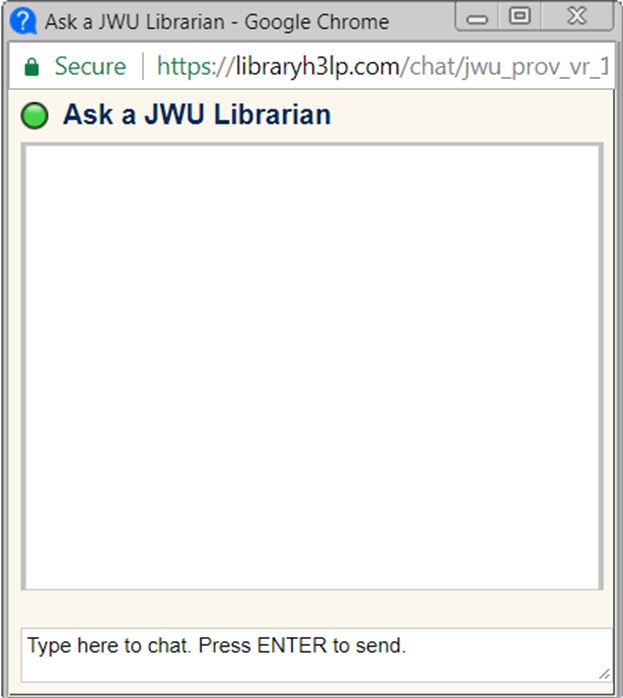 Ask a JWU Librarian - Google Chrome
Secure https://libraryh3lp.com/chat/jwu_prov_vr_1
Ask a JWU Librarian
Type here to chat. Press ENTER to send.